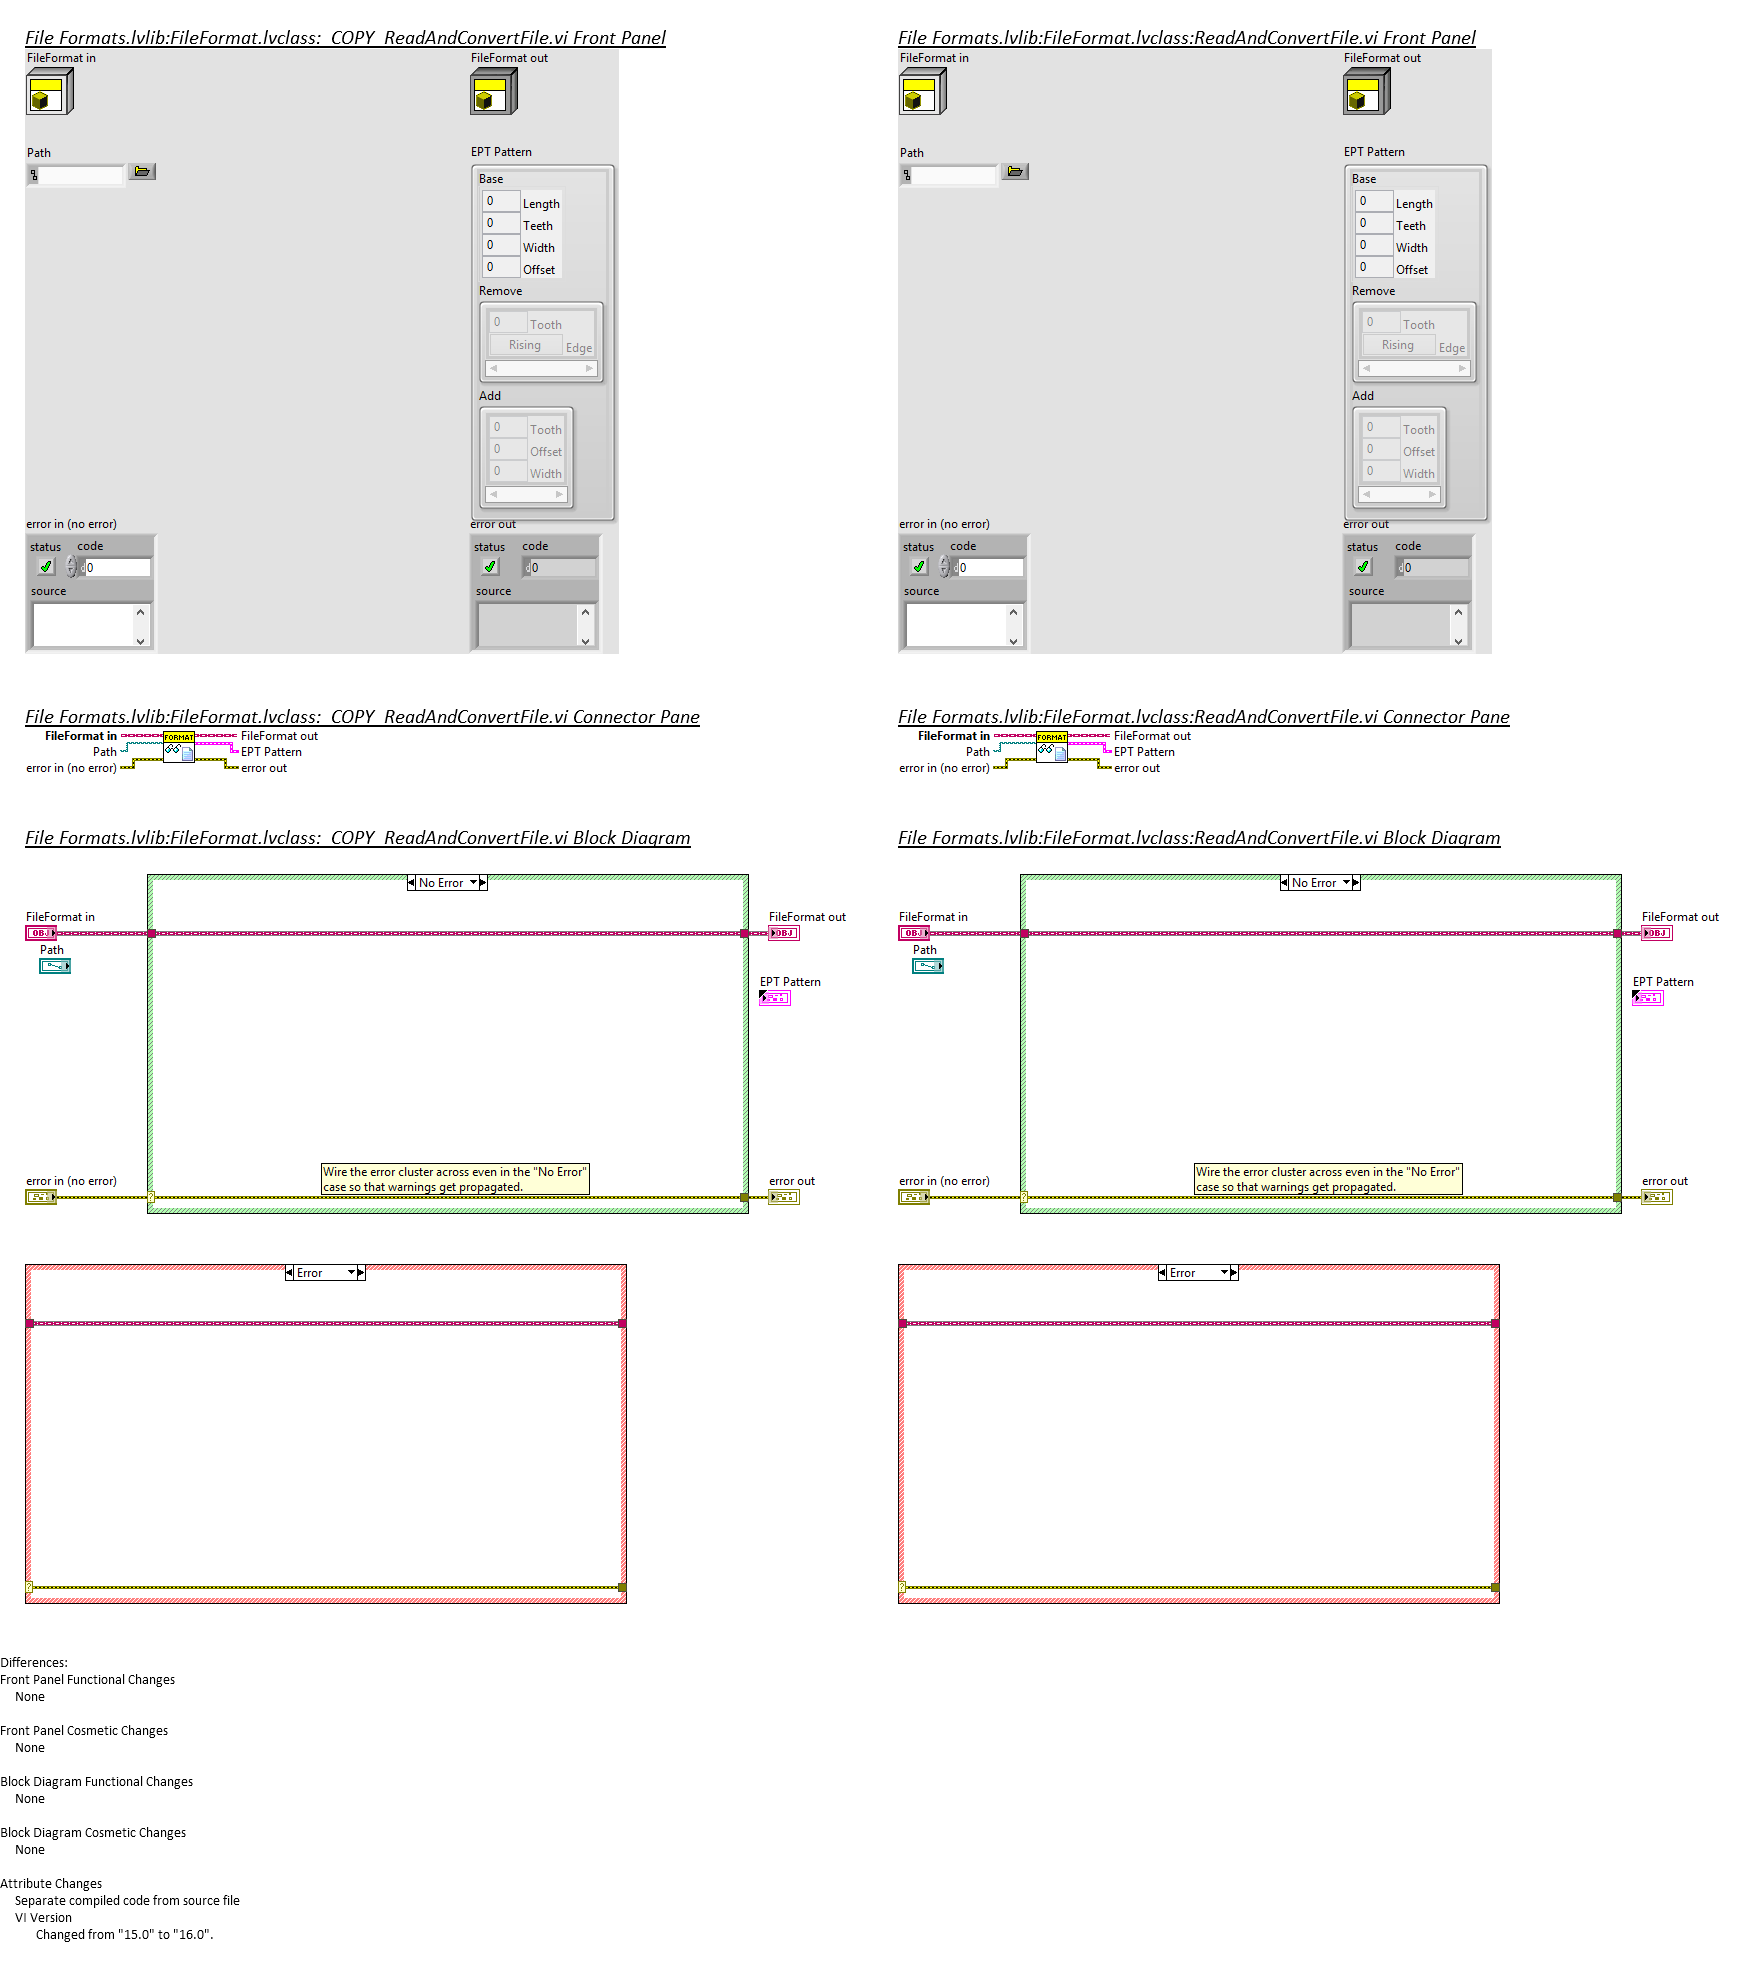 File Formats.lvlib:FileFormat.lvclass:_COPY_ReadAndConvertFile.vi Front Panel
FileFormat in
FileFormat out
Path
EPT Pattern
Base
0 Length
0 Teeth
0 Width
0 Offset
Remove
0 Tooth
Rising Edge
Add
0 Tooth
0 Offset
0 Width
error in (no error)
status code
0
source
error out
status code
0
source
File Formats.lvlib:FileFormat.lvclass:ReadAndConvertFile.vi Front Panel
FileFormat in
FileFormat out
Path
EPT Pattern
Base
0 Length
0 Teeth
0 Width
0 Offset
Remove
0 Tooth
Rising Edge
Add
0 Tooth
0 Offset
0 Width
error in (no error)
status code
0
source
error out
status code
0
source
File Formats.lvlib:FileFormat.lvclass:_COPY_ReadAndConvertFile.vi Connector Pane
FileFormat in FORMAT FileFormat out
Path EPT Pattern
error in (no error) error out
File Formats.lvlib:FileFormat.lvclass:ReadAndConvertFile.vi Connector Pane
FileFormat in FORMAT FileFormat out
Path EPT Pattern
error in (no error) error out
File Formats.lvlib:FileFormat.lvclass:_COPY_ReadAndConvertFile.vi Block Diagram
No Error
FileFormat in
OBJ
FileFormat out
OBJ
Path
EPT Pattern
Wire the error cluster across even in the "No Error"
case so that warnings get propagated.
error in (no error)
?
error out
Error
?
File Formats.lvlib:FileFormat.lvclass:ReadAndConvertFile.vi Block Diagram
No Error
FileFormat in
OBJ
FileFormat out
OBJ
Path
EPT Pattern
Wire the error cluster across even in the "No Error"
case so that warnings get propagated.
error in (no error)
?
error out
Error
?
Differences:
Front Panel Functional Changes
None
Front Panel Cosmetic Changes
None
Block Diagram Functional Changes
None
Block Diagram Cosmetic Changes
None
Attribute Changes
Separate compiled code from source file
VI Version
Changed from "15.0" to "16.0".